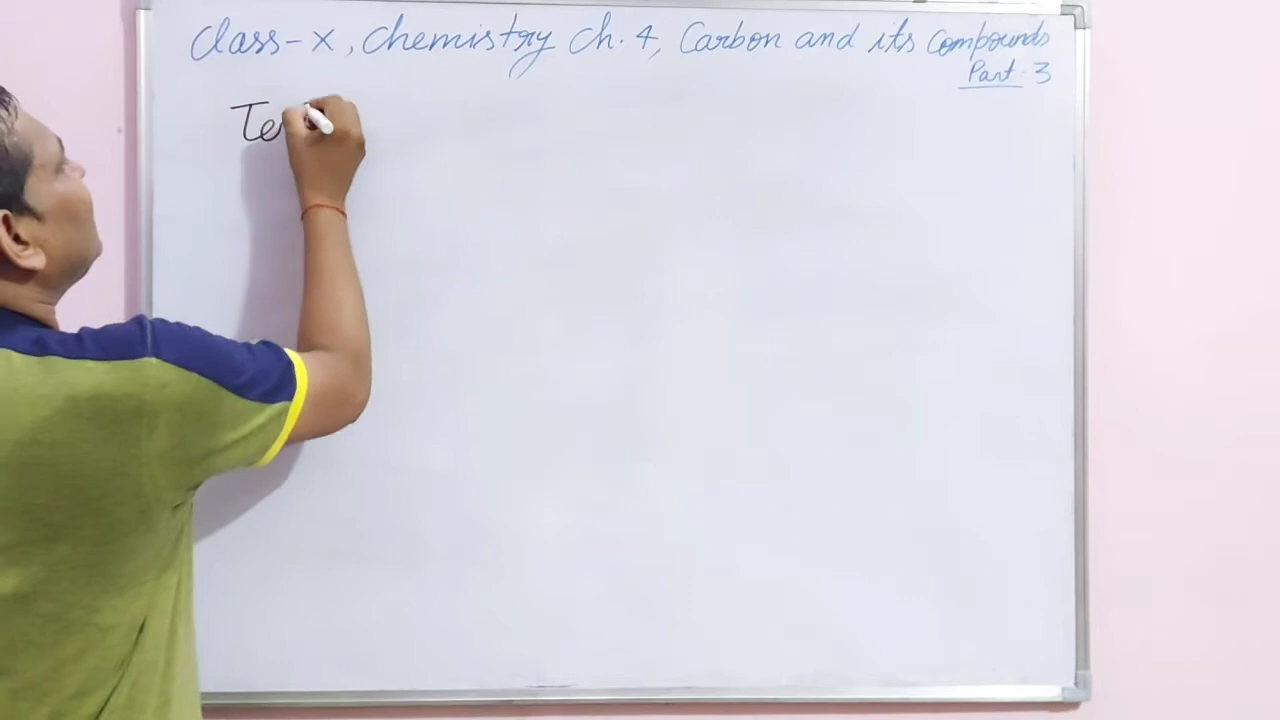 Class-X, Chemistry Ch. 4, Carbon and its Compounds
Part: 3
Te